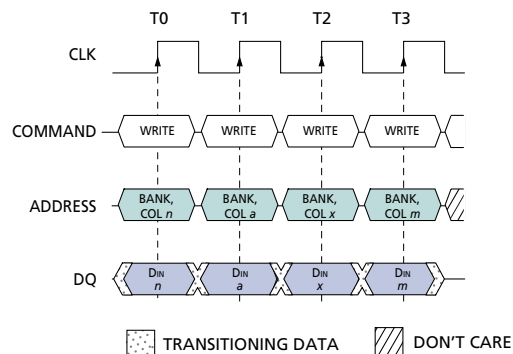 T0 T1 T2 T3
CLK
COMMAND WRITE WRITE WRITE WRITE
ADDRESS BANK, COL n BANK, COL a BANK, COL x BANK, COL m
DQ DIN n DIN a DIN x DIN m
TRANSITIONING DATA DON'T CARE